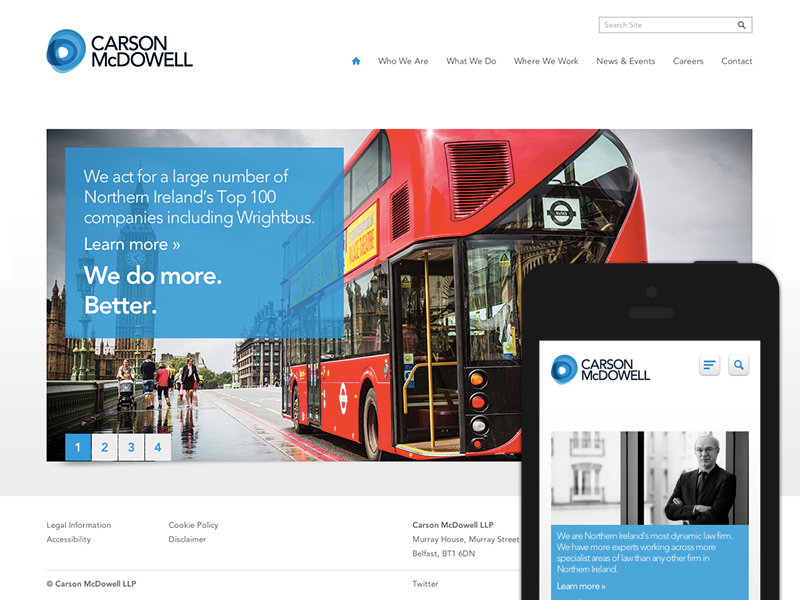 Search Site
CARSON
McDOWELL
Who We Are
What We Do
Where We Work
News & Events
Careers
Contact
We act for a large number of
Northern Ireland's Top 100
companies including Wrightbus.
Learn more »
We do more.
Better.
1 2 3 4
Legal Information
Accessibility
Cookie Policy
Disclaimer
Carson McDowell LLP
Murray House, Murray Street
Belfast, BT1 6DN
© Carson McDowell LLP
Twitter
CARSON
McDOWELL
We are Northern Ireland's most dynamic law firm.
We have more experts working across more
specialist areas of law than any other firm in
Northern Ireland.
Learn more »